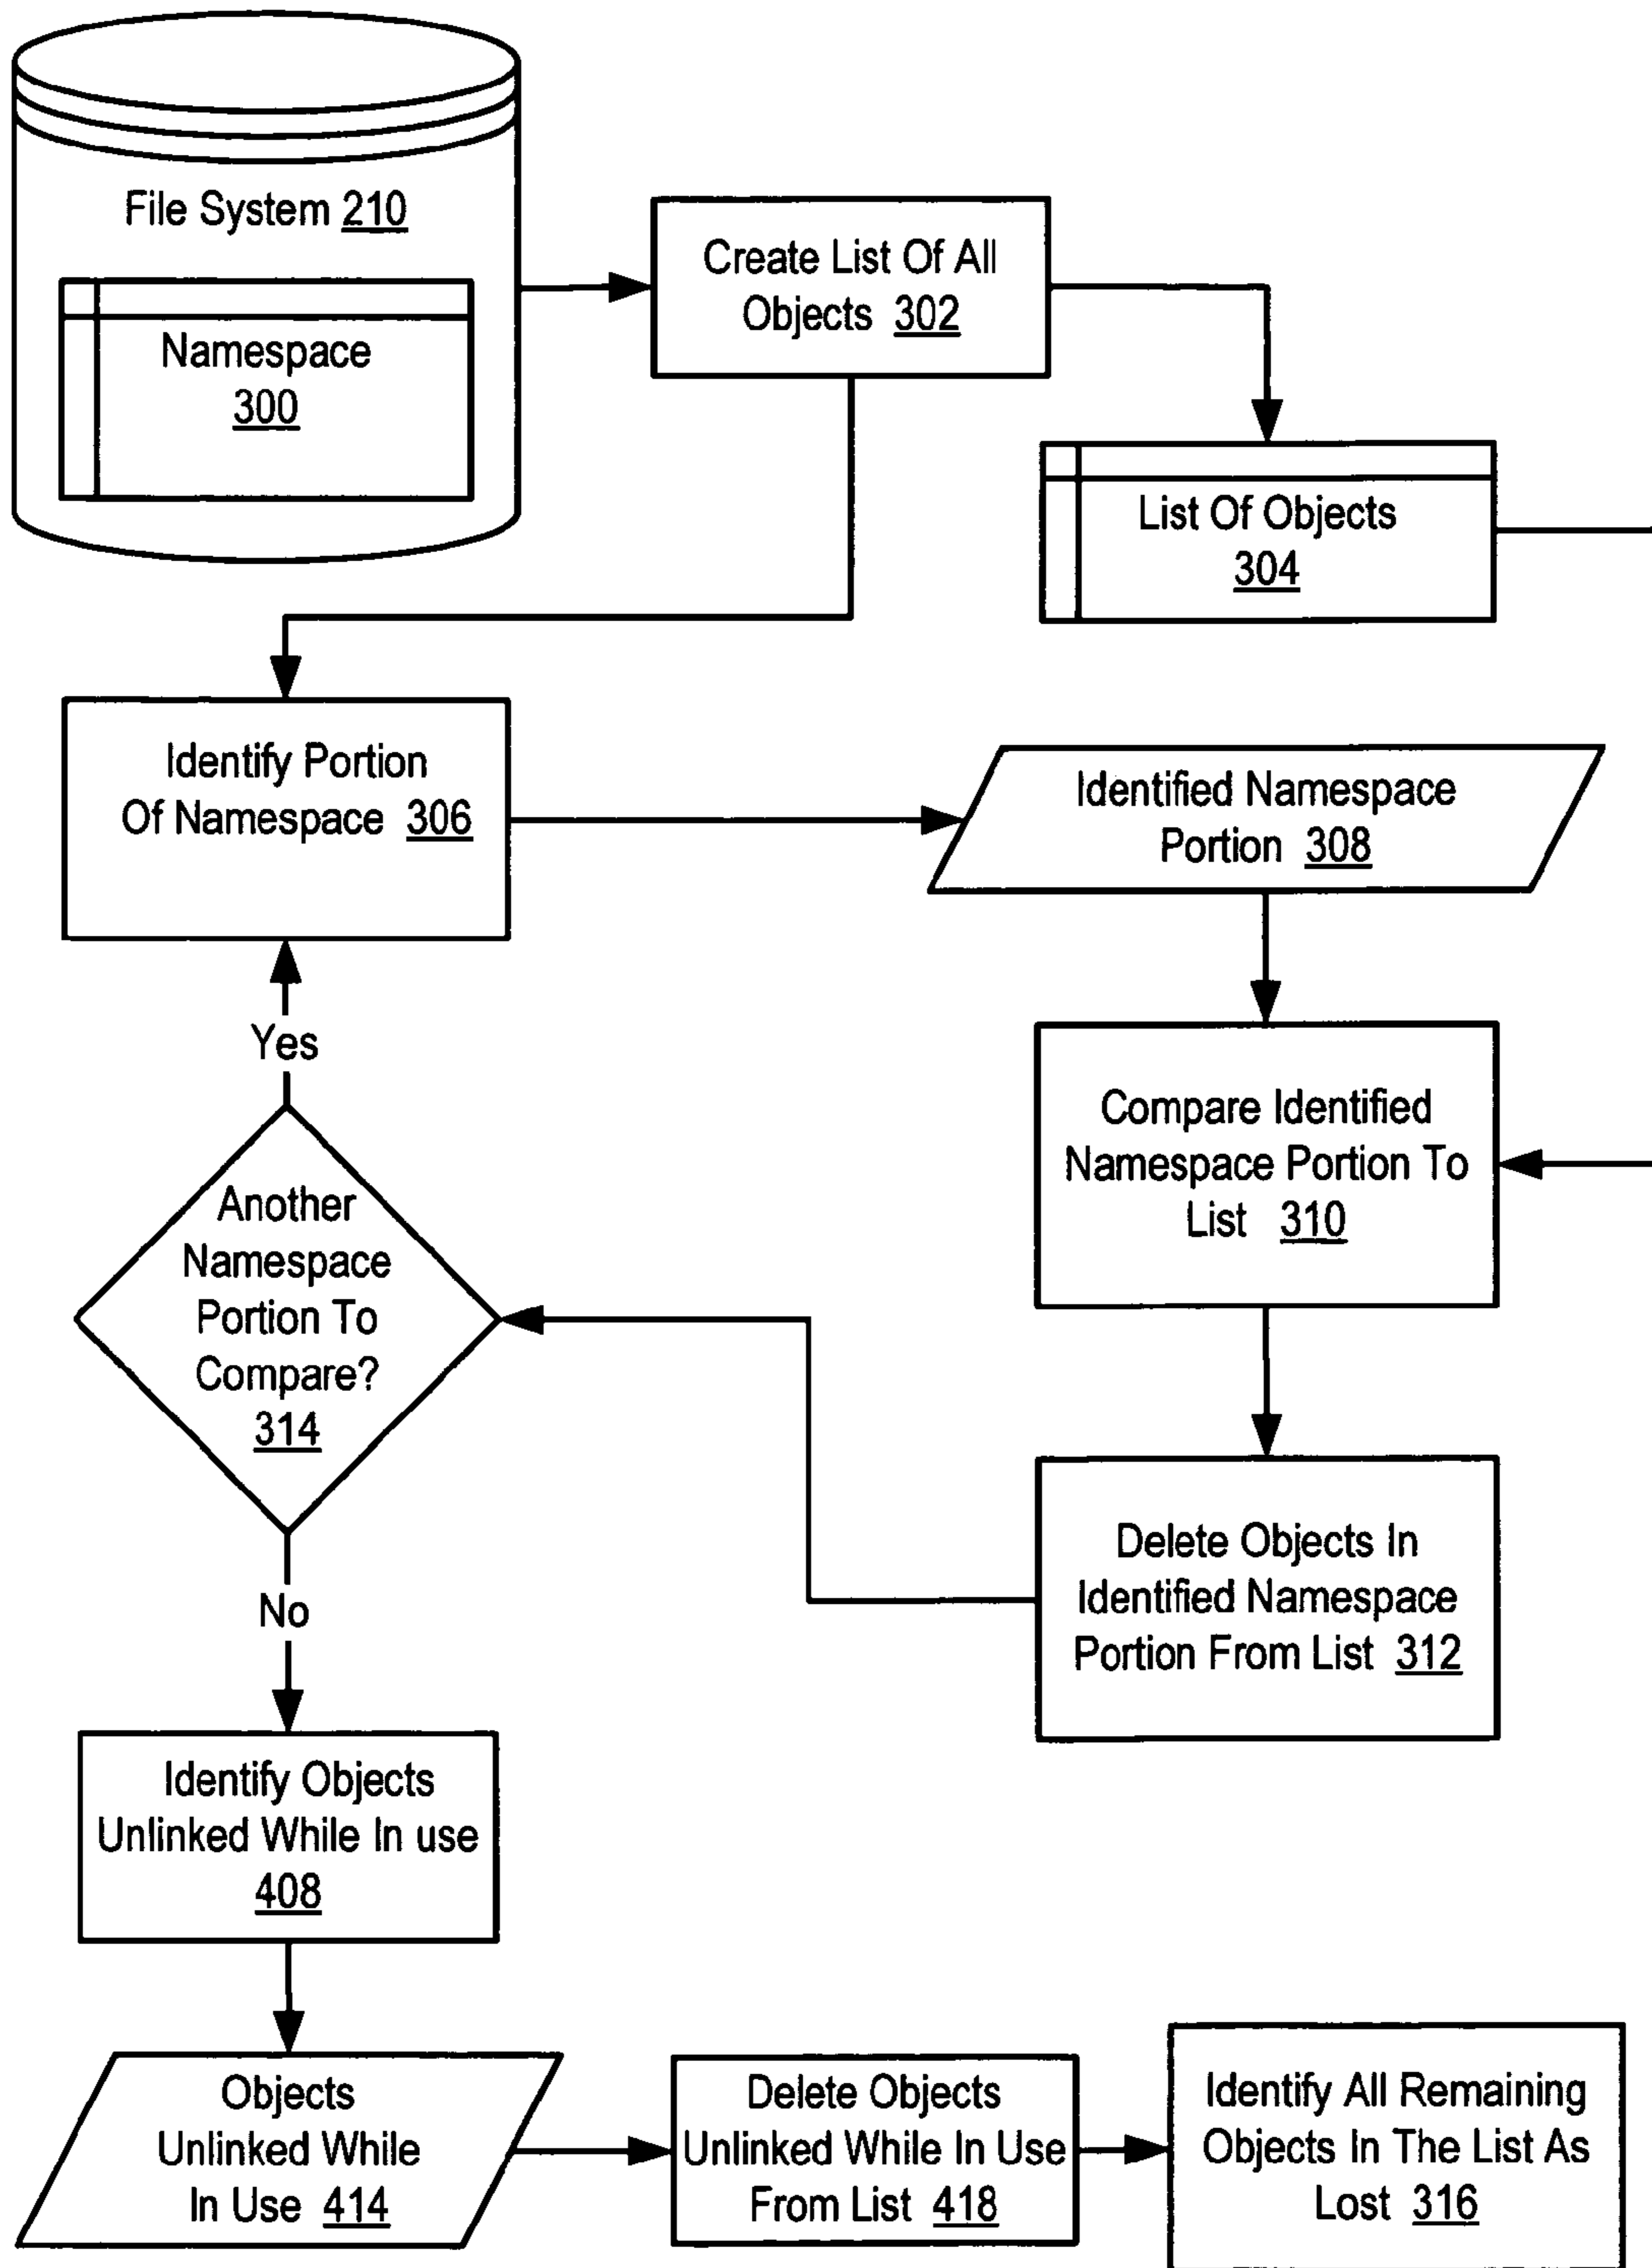 File System 210
Namespace
300
Create List Of All
Objects 302
List Of Objects
304
Identify Portion
Of Namespace 306
Identified Namespace
Portion 308
Yes
Compare Identified
Namespace Portion To
List 310
Another
Namespace
Portion To
Compare?
314
Delete Objects In
Identified Namespace
Portion From List 312
No
Identify Objects
Unlinked While In use
408
Objects
Unlinked While
In Use 414
Delete Objects
Unlinked While In Use
From List 418
Identify All Remaining
Objects In The List As
Lost 316